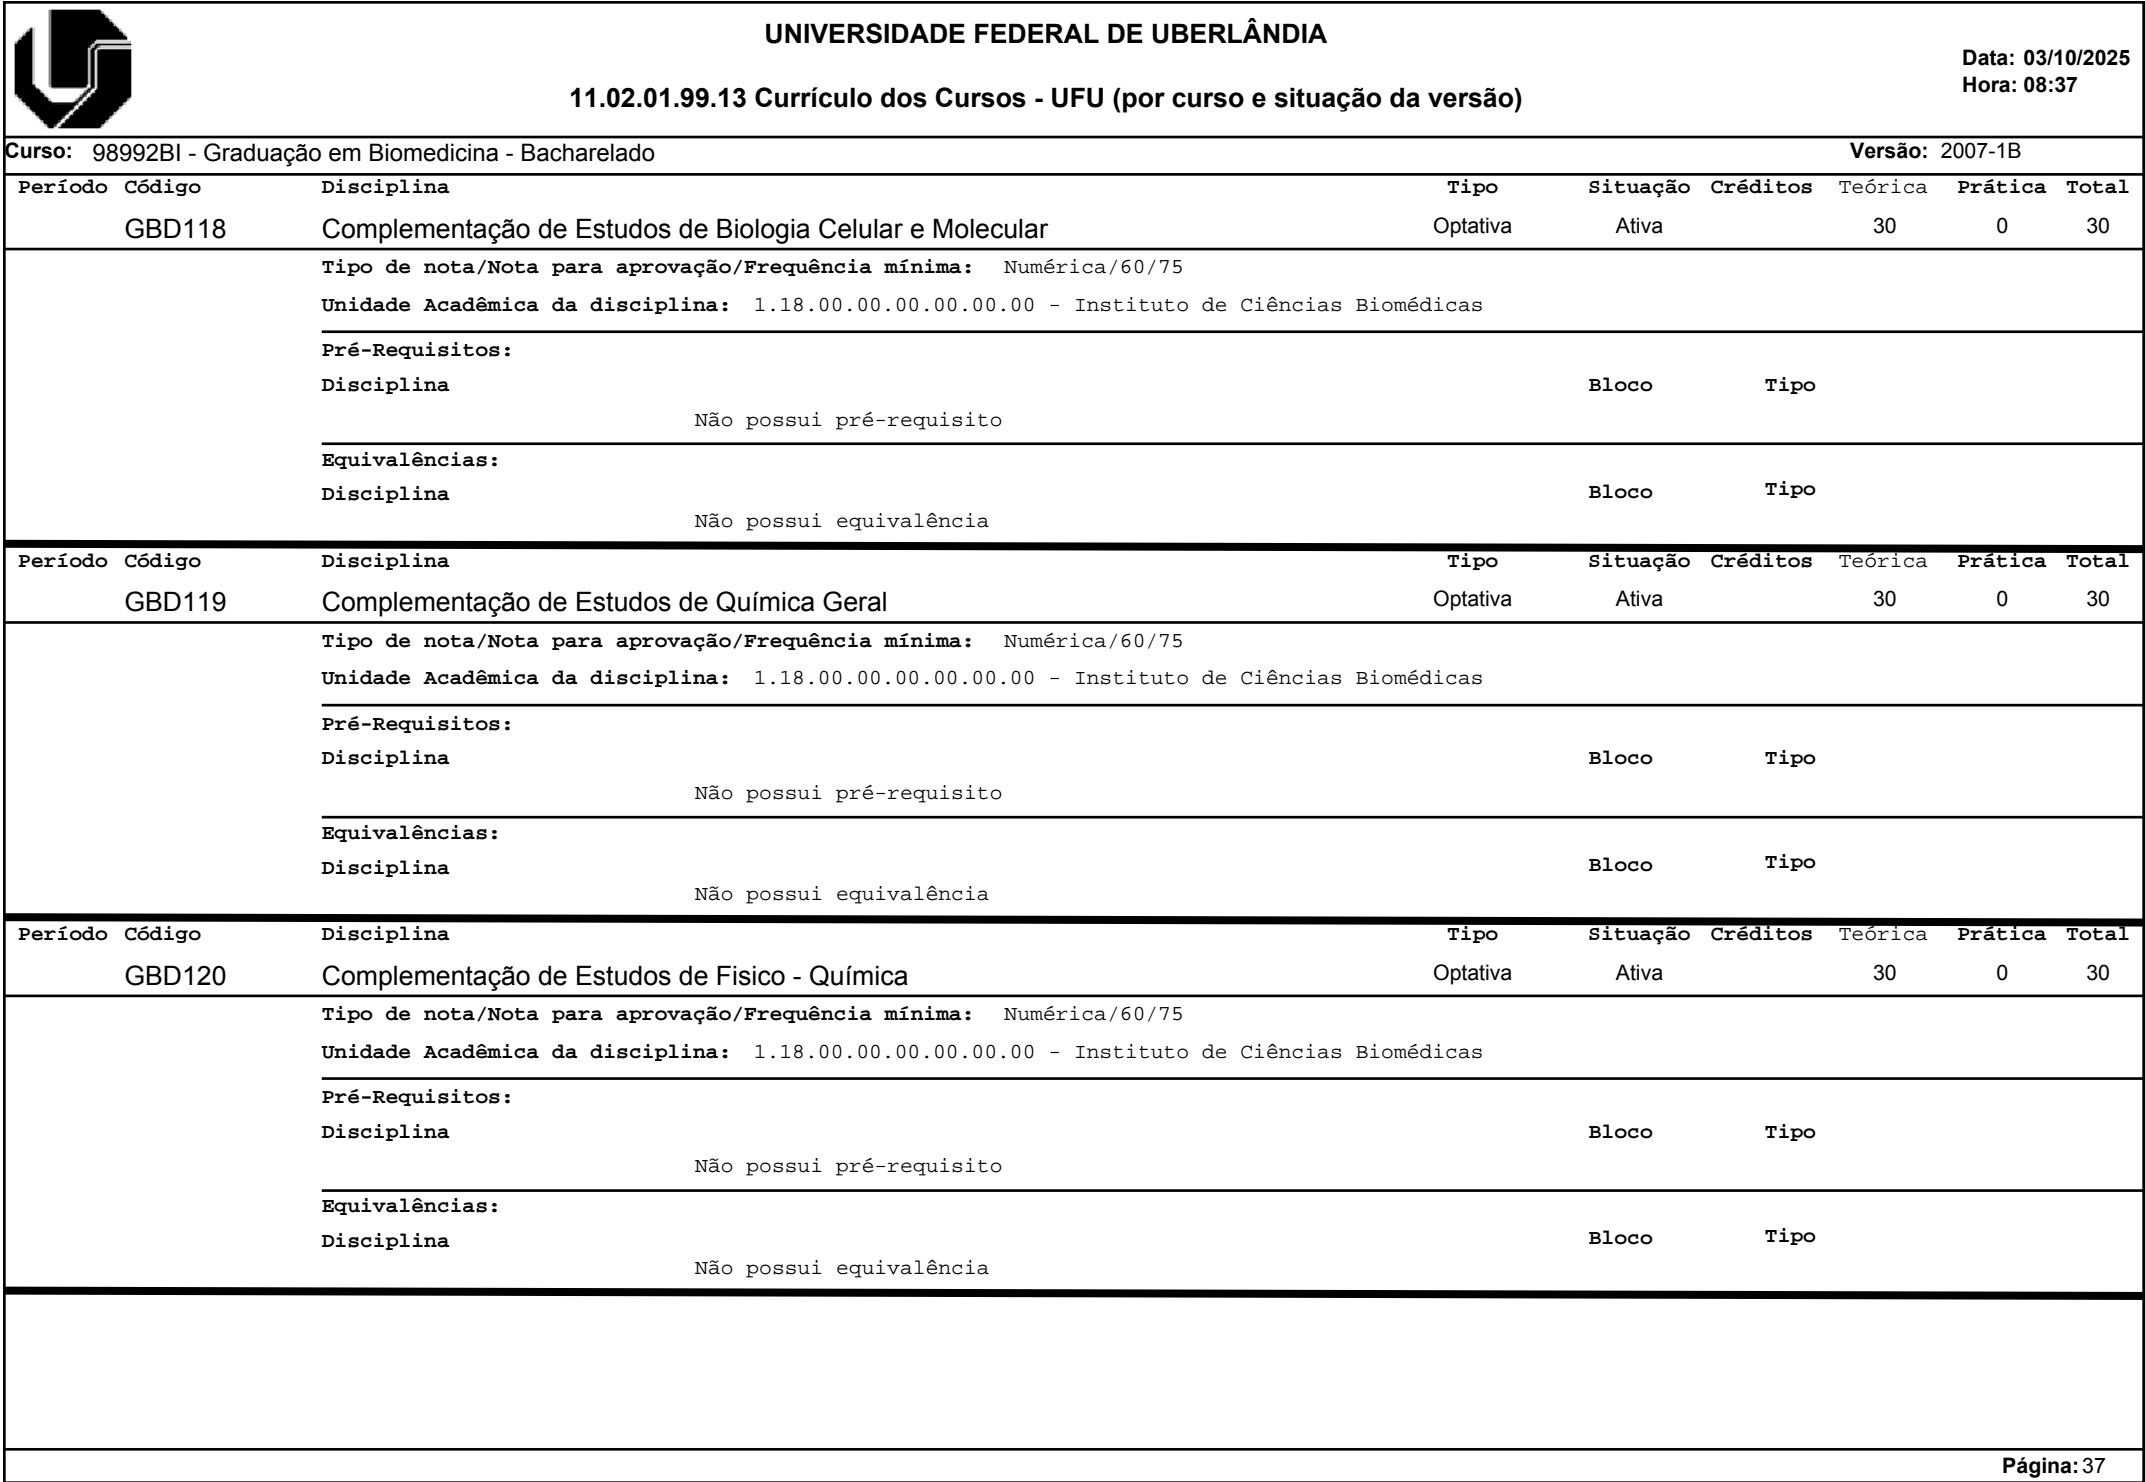 UNIVERSIDADE FEDERAL DE UBERLÂNDIA
Data: 03/10/2025
Hora: 08:37
11.02.01.99.13 Currículo dos Cursos - UFU (por curso e situação da versão)
Curso: 98992BI - Graduação em Biomedicina - Bacharelado Versão: 2007-1B
Período Código Disciplina Tipo Situação Créditos Teórica Prática Total
GBD118 Complementação de Estudos de Biologia Celular e Molecular Optativa Ativa 30 0 30
Tipo de nota/Nota para aprovação/Frequência mínima: Numérica/60/75
Unidade Acadêmica da disciplina: 1.18.00.00.00.00.00.00 - Instituto de Ciências Biomédicas
Pré-Requisitos:
Disciplina Bloco Tipo
Não possui pré-requisito
Equivalências:
Disciplina Bloco Tipo
Não possui equivalência
Período Código Disciplina Tipo Situação Créditos Teórica Prática Total
GBD119 Complementação de Estudos de Química Geral Optativa Ativa 30 0 30
Tipo de nota/Nota para aprovação/Frequência mínima: Numérica/60/75
Unidade Acadêmica da disciplina: 1.18.00.00.00.00.00.00 - Instituto de Ciências Biomédicas
Pré-Requisitos:
Disciplina Bloco Tipo
Não possui pré-requisito
Equivalências:
Disciplina Bloco Tipo
Não possui equivalência
Período Código Disciplina Tipo Situação Créditos Teórica Prática Total
GBD120 Complementação de Estudos de Fisico - Química Optativa Ativa 30 0 30
Tipo de nota/Nota para aprovação/Frequência mínima: Numérica/60/75
Unidade Acadêmica da disciplina: 1.18.00.00.00.00.00.00 - Instituto de Ciências Biomédicas
Pré-Requisitos:
Disciplina Bloco Tipo
Não possui pré-requisito
Equivalências:
Disciplina Bloco Tipo
Não possui equivalência
Página: 37